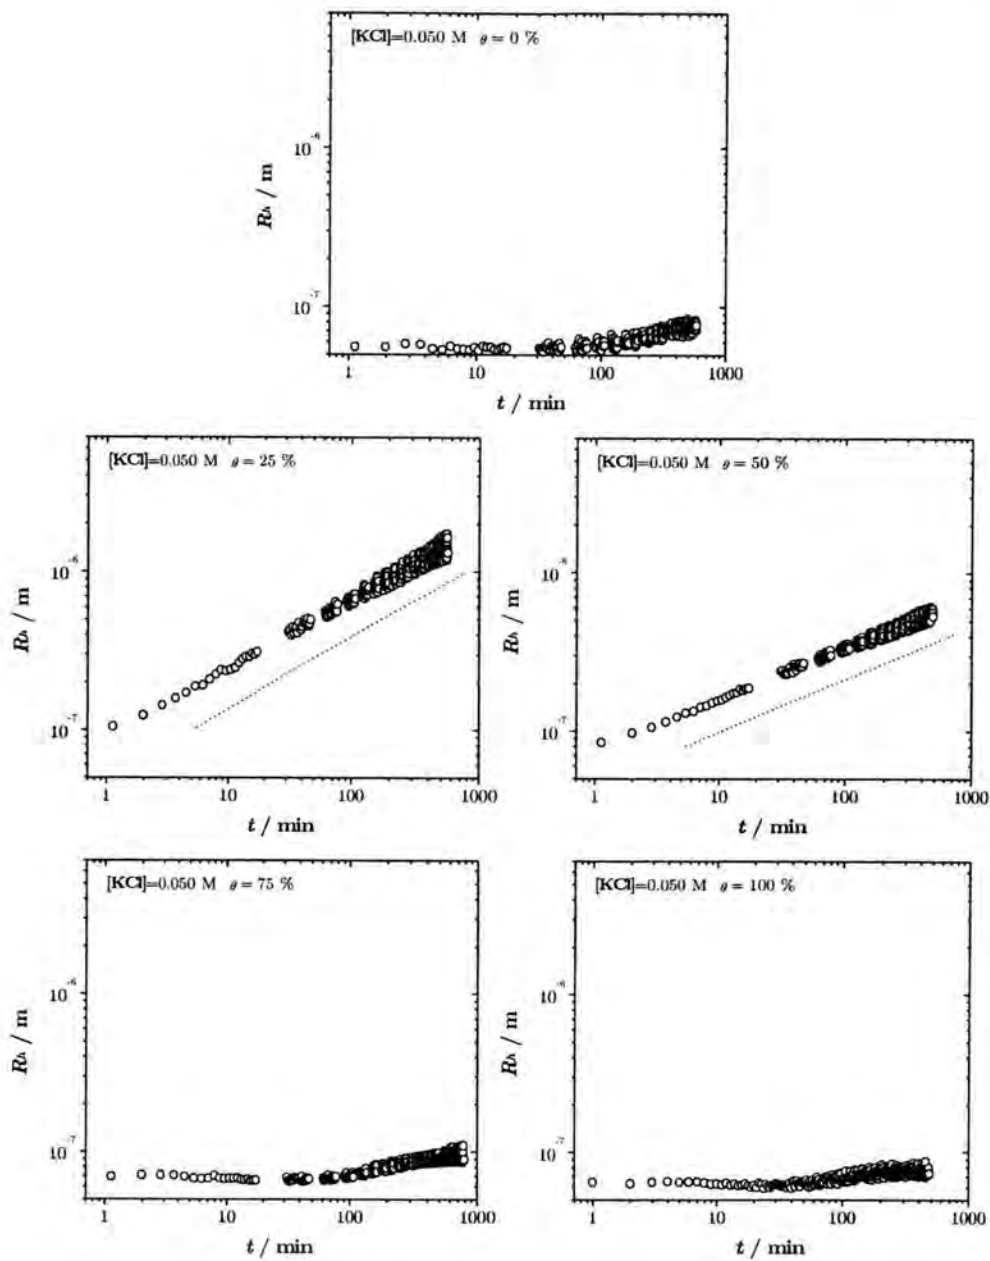 [KCl]=0.050 M θ = 0 %
10⁻⁶
Rₕ / m
10⁻⁷
1 10 100 1000
t / min
[KCl]=0.050 M θ = 25 %
10⁻⁶
Rₕ / m
10⁻⁷
1 10 100 1000
t / min
[KCl]=0.050 M θ = 50 %
10⁻⁶
Rₕ / m
10⁻⁷
1 10 100 1000
t / min
[KCl]=0.050 M θ = 75 %
10⁻⁶
Rₕ / m
10⁻⁷
1 10 100 1000
t / min
[KCl]=0.050 M θ = 100 %
10⁻⁶
Rₕ / m
10⁻⁷
1 10 100 1000
t / min